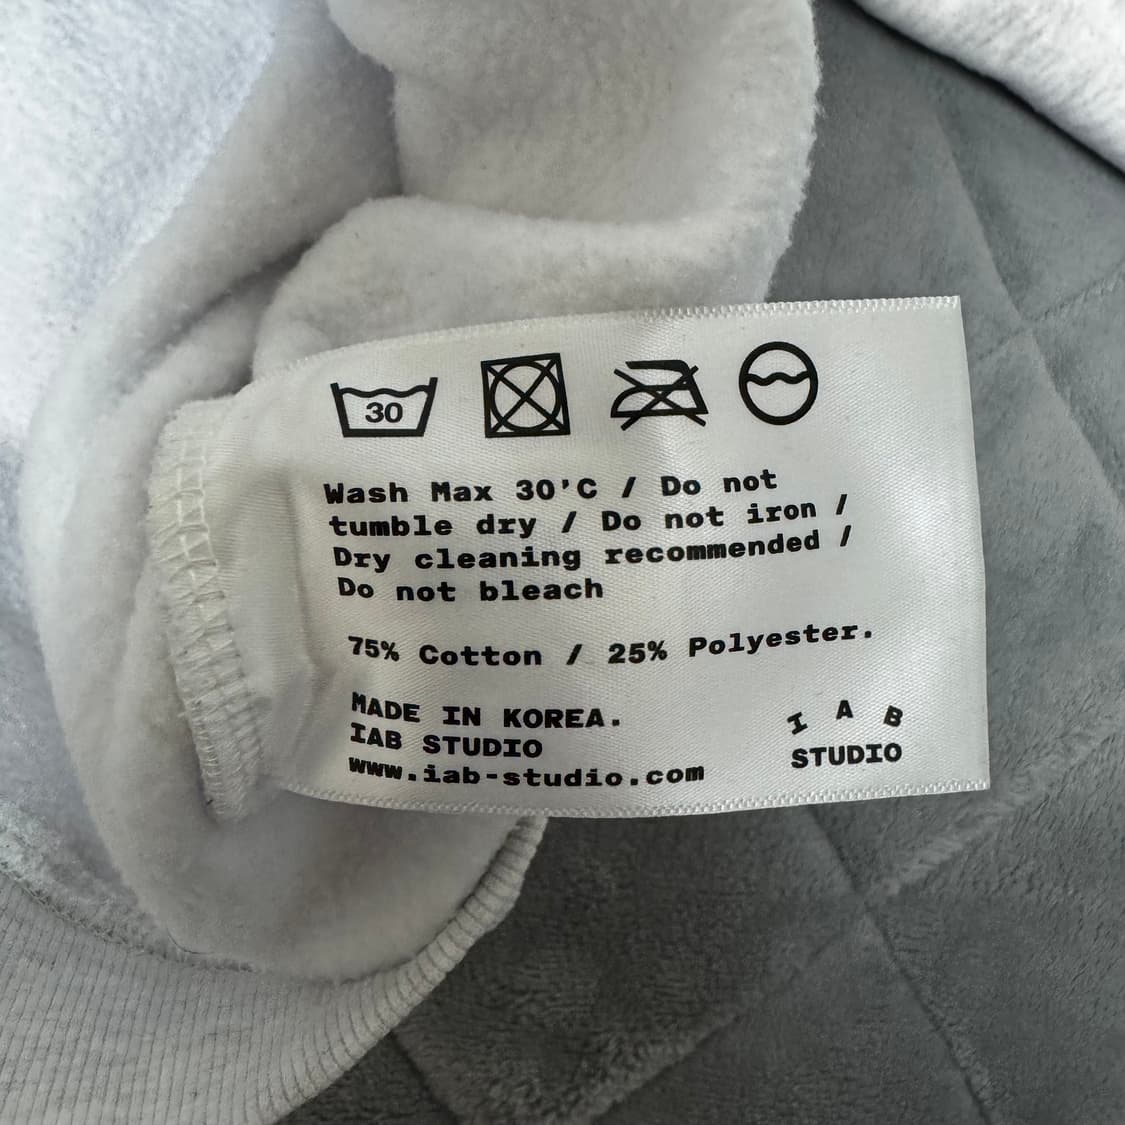 30
Wash Max 30'C / Do not
tumble dry / Do not iron /
Dry cleaning recommended /
Do not bleach
75% Cotton / 25% Polyester.
MADE IN KOREA.
IAB STUDIO
www.iab-studio.com
I A B
STUDIO